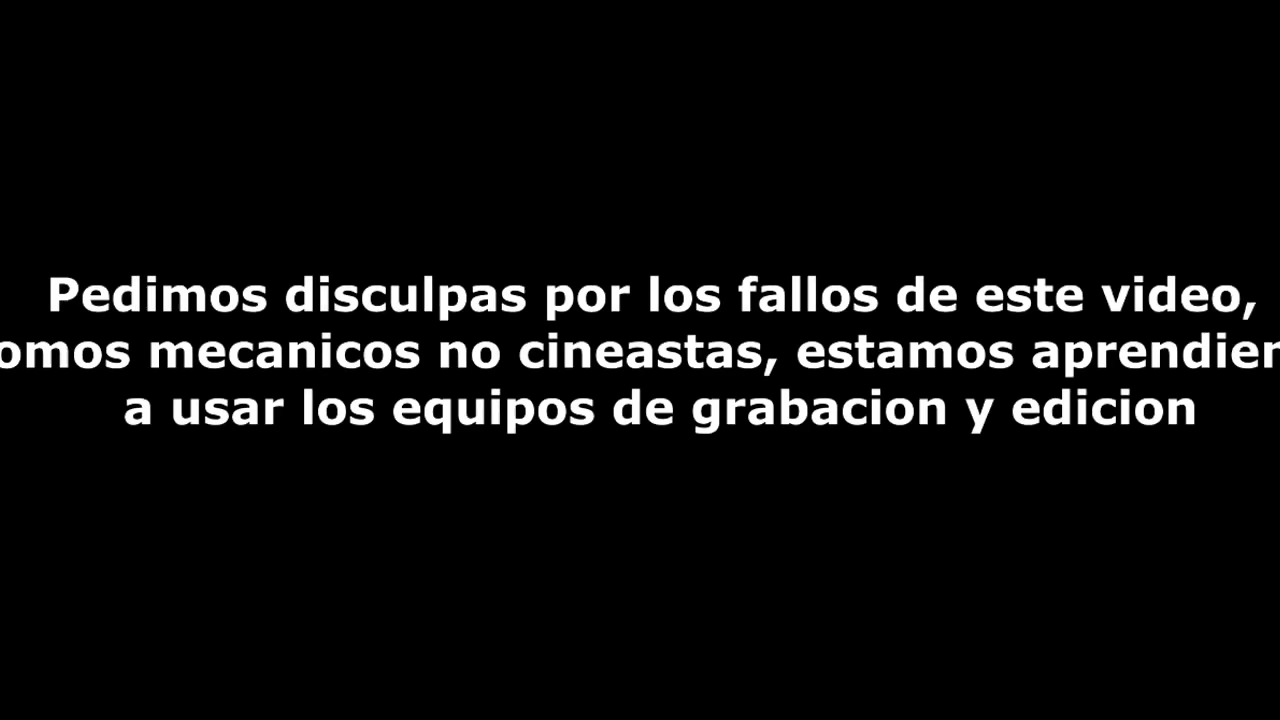 Pedimos disculpas por los fallos de este video,
omos mecanicos no cineastas, estamos aprendien
a usar los equipos de grabacion y edicion